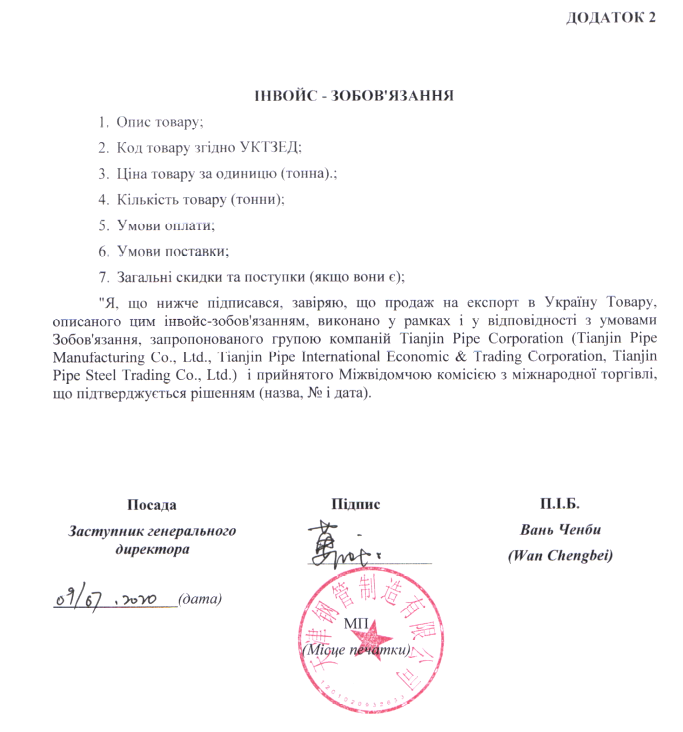 ДОДАТОК 2
ІНВОЙС - ЗОБОВ'ЯЗАННЯ
1. Опис товару;
2. Код товару згідно УКТЗЕД;
3. Ціна товару за одиницю (тонна).;
4. Кількість товару (тонни);
5. Умови оплати;
6. Умови поставки;
7. Загальні скидки та поступки (якщо вони є);
"Я, що нижче підписався, завіряю, що продаж на експорт в Україну Товару,
описаного цим інвойс-зобов'язанням, виконано у рамках і у відповідності з умовами
Зобов'язання, запропонованого групою компаній Tianjin Pipe Corporation (Tianjin Pipe
Manufacturing Co., Ltd., Tianjin Pipe International Economic & Trading Corporation, Tianjin
Pipe Steel Trading Co., Ltd.) і прийнятого Міжвідомчою комісією з міжнародної торгівлі,
що підтверджується рішенням (назва, № і дата).
Посада Підпис П.І.Б.
Заступник генерального Вань Ченби
директора (Wan Chengbei)
09/07.2020 (дата)
天津钢管制造有限公司
МП
(Місце печатки)